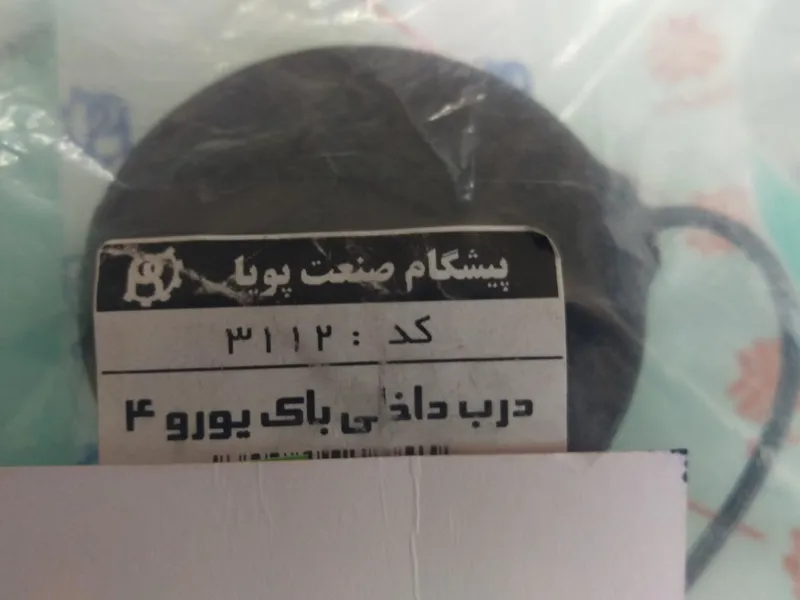 پیشگام صنعت پویا
کد : ۳۱۱۲
درب داخلی باک یورو ۴